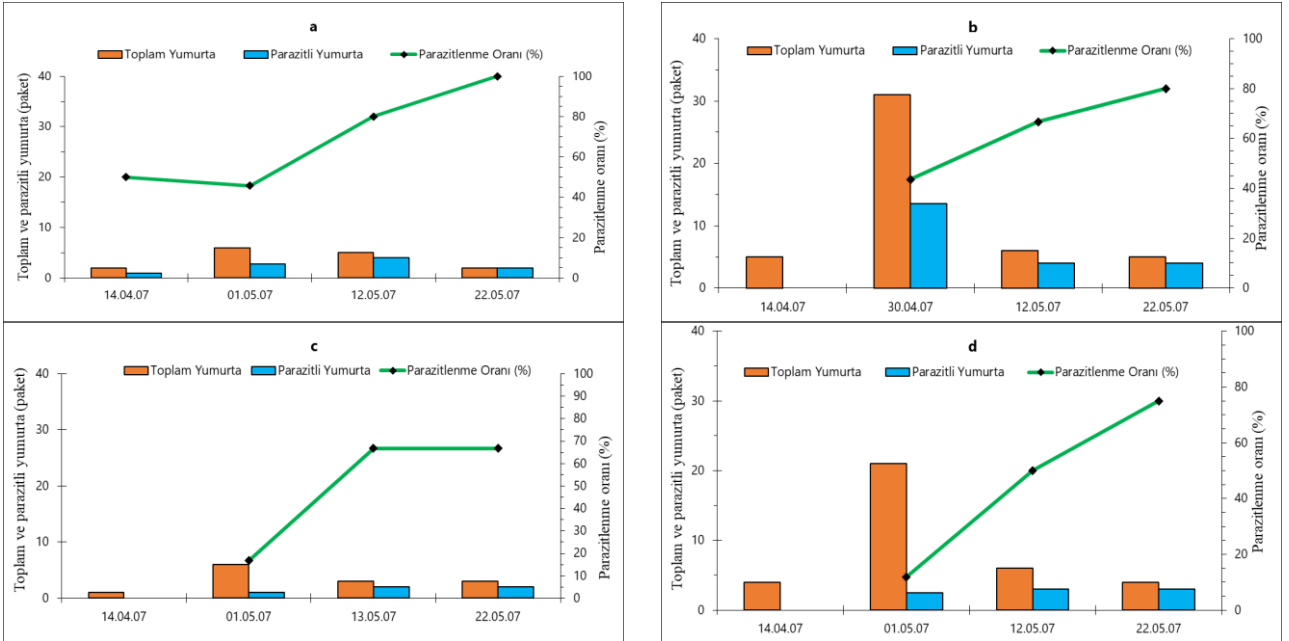 a
Toplam Yumurta Parazitli Yumurta Parazitlenme Oranı (%)
Toplam ve parazitli yumurta (paket)
40
30
20
10
0
100
80
60
40
20
0
Parazitlenme oranı (%)
14.04.07 01.05.07 12.05.07 22.05.07
b
Toplam Yumurta Parazitli Yumurta Parazitlenme Oranı (%)
Toplam ve parazitli yumurta (paket)
40
30
20
10
0
100
80
60
40
20
0
Parazitlenme oranı (%)
14.04.07 30.04.07 12.05.07 22.05.07
c
Toplam Yumurta Parazitli Yumurta Parazitlenme Oranı (%)
Toplam ve parazitli yumurta (paket)
40
30
20
10
0
100
90
80
70
60
50
40
30
20
10
0
Parazitlenme oranı (%)
14.04.07 01.05.07 13.05.07 22.05.07
d
Toplam Yumurta Parazitli Yumurta Parazitlenme Oranı (%)
Toplam ve parazitli yumurta (paket)
40
30
20
10
0
100
80
60
40
20
0
Parazitlenme oranı (%)
14.04.07 01.05.07 12.05.07 22.05.07